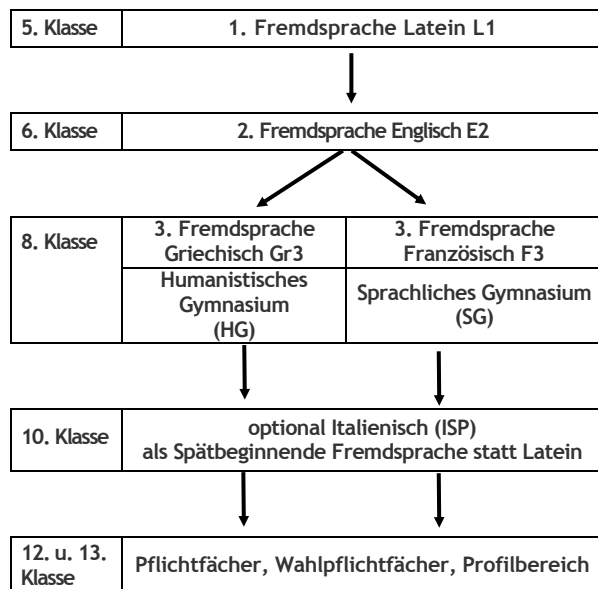 5. Klasse
1. Fremdsprache Latein L1
6. Klasse
2. Fremdsprache Englisch E2
8. Klasse
3. Fremdsprache
Griechisch Gr3
3. Fremdsprache
Französisch F3
Humanistisches
Gymnasium
(HG)
Sprachliches Gymnasium
(SG)
10. Klasse
optional Italienisch (ISP)
als Spätbeginnende Fremdsprache statt Latein
12. u. 13.
Klasse
Pflichtfächer, Wahlpflichtfächer, Profilbereich